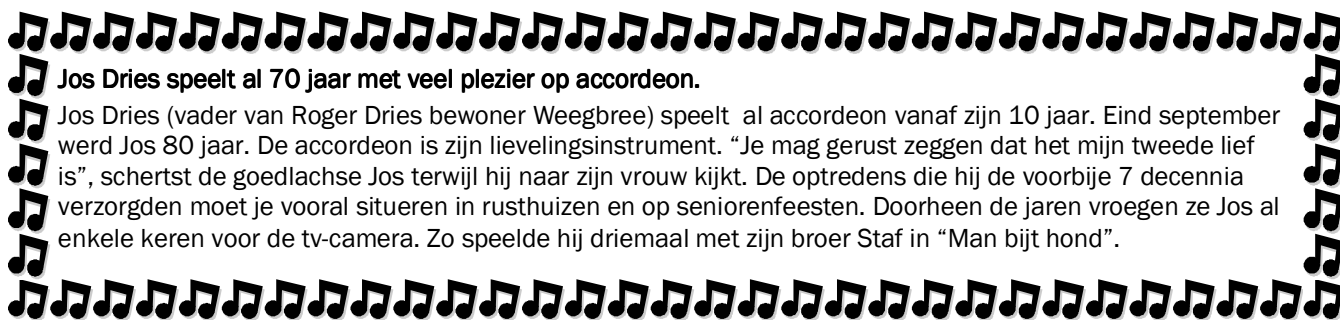 Jos Dries speelt al 70 jaar met veel plezier op accordeon.
Jos Dries (vader van Roger Dries bewoner Weegbree) speelt  al accordeon vanaf zijn 10 jaar. Eind september
werd Jos 80 jaar. De accordeon is zijn lievelingsinstrument. “Je mag gerust zeggen dat het mijn tweede lief
is”, schertst de goedlachse Jos terwijl hij naar zijn vrouw kijkt. De optredens die hij de voorbije 7 decennia
verzorgden moet je vooral situeren in rusthuizen en op seniorenfeesten. Doorheen de jaren vroegen ze Jos al
enkele keren voor de tv-camera. Zo speelde hij driemaal met zijn broer Staf in “Man bijt hond”.